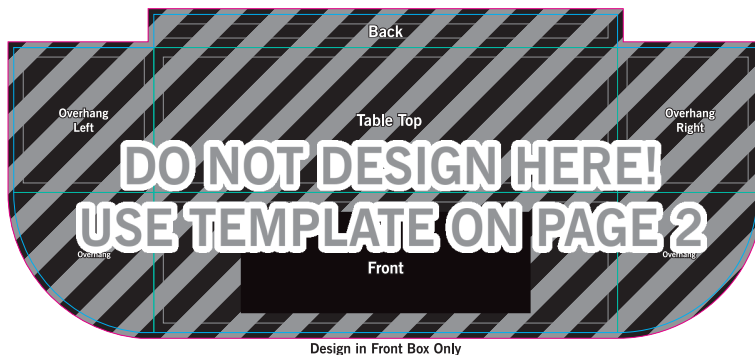 Back
Overhang
Left
Table Top
Overhang
Right
DO NOT DESIGN HERE!
USE TEMPLATE ON PAGE 2
Overhang
Overhang
Front
Design in Front Box Only